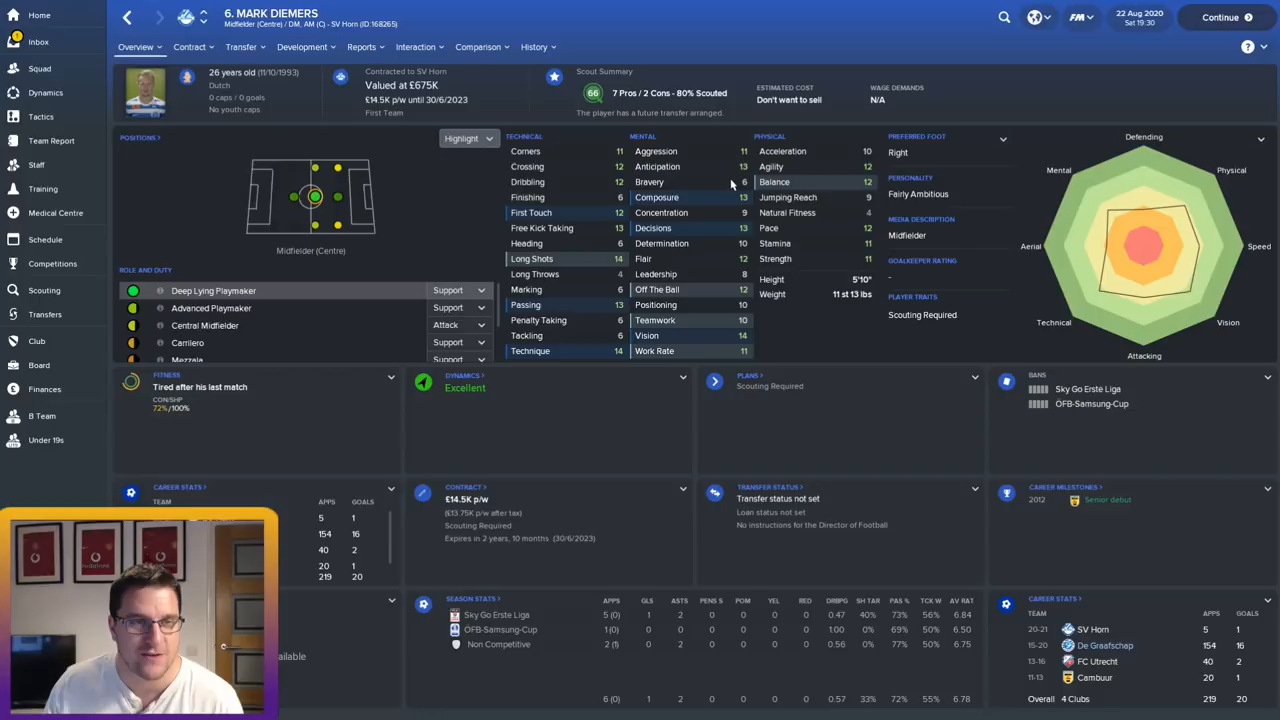 Home
Inbox
Squad
Dynamics
Tactics
Team Report
Staff
Training
Medical Centre
Schedule
Competitions
Scouting
Transfers
Club
Board
Finances
B Team
Under 19s
6. MARK DIEMERS
Midfielder (Centre) / DM, AM (C) - SV Horn (ID:168265)
FM
22 Aug 2020
Sat 19:30
Continue
Overview
Contract
Transfer
Development
Reports
Interaction
Comparison
History
?
26 years old (11/10/1993)
Dutch
0 caps / 0 goals
No youth caps
Contracted to SV Horn
Valued at £675K
£14.5K p/w until 30/6/2023
First Team
Scout Summary
66
7 Pros / 2 Cons - 80% Scouted
The player has a future transfer arranged.
ESTIMATED COST
Don't want to sell
WAGE DEMANDS
N/A
POSITIONS >
Highlight
Midfielder (Centre)
ROLE AND DUTY
Deep Lying Playmaker Support
Advanced Playmaker Support
Central Midfielder Attack
Carrilero Support
Mezzala Support
TECHNICAL
Corners 11
Crossing 12
Dribbling 12
Finishing 6
First Touch 12
Free Kick Taking 13
Heading 6
Long Shots 14
Long Throws 4
Marking 6
Passing 13
Penalty Taking 6
Tackling 6
Technique 14
MENTAL
Aggression 11
Anticipation 13
Bravery 6
Composure 13
Concentration 9
Decisions 13
Determination 10
Flair 12
Leadership 8
Off The Ball 12
Positioning 10
Teamwork 10
Vision 14
Work Rate 11
PHYSICAL
Acceleration 10
Agility 12
Balance 12
Jumping Reach 9
Natural Fitness 4
Pace 12
Stamina 11
Strength 11
Height 5'10"
Weight 11 st 13 lbs
PREFERRED FOOT
Right
PERSONALITY
Fairly Ambitious
MEDIA DESCRIPTION
Midfielder
GOALKEEPER RATING
-
PLAYER TRAITS
Scouting Required
Defending
Physical
Speed
Vision
Attacking
Technical
Aerial
Mental
FITNESS
Tired after his last match
CON/SHP
72%/100%
DYNAMICS >
Excellent
PLANS >
Scouting Required
BANS
Sky Go Erste Liga
ÖFB-Samsung-Cup
CAREER STATS >
TEAM APPS GOALS
5 1
154 16
40 2
20 1
219 20
CONTRACT >
£14.5K p/w
(£13.75K p/w after tax)
Scouting Required
Expires in 2 years, 10 months (30/6/2023)
TRANSFER STATUS >
Transfer status not set
Loan status not set
No instructions for the Director of Football
CAREER MILESTONES >
2012 Senior debut
ailable
SEASON STATS > APPS GLS ASTS PENS S POM YEL RED DRBPG SH TAR PAS % TCK W AV RAT
Sky Go Erste Liga 5 (0) 1 2 0 0 0 0 0.47 40% 73% 56% 6.84
ÖFB-Samsung-Cup 1 (0) 0 0 0 0 0 0 1.00 0% 69% 50% 6.50
Non Competitive 2 (1) 0 2 0 0 0 0 0.56 0% 77% 50% 6.75
6 (0) 1 2 0 0 0 0 0.57 33% 72% 55% 6.78
CAREER STATS >
TEAM APPS GOALS
20-21 SV Horn 5 1
15-20 De Graafschap 154 16
13-16 FC Utrecht 40 2
11-13 Cambuur 20 1
Overall 4 Clubs 219 20